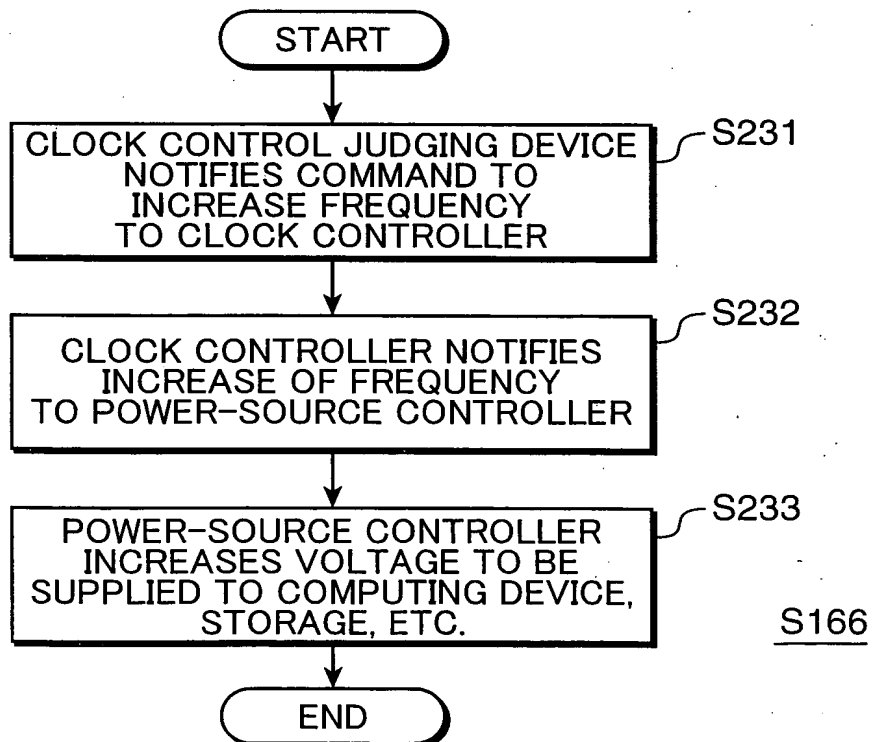 START
CLOCK CONTROL JUDGING DEVICE
NOTIFIES COMMAND TO
INCREASE FREQUENCY
TO CLOCK CONTROLLER
S231
CLOCK CONTROLLER NOTIFIES
INCREASE OF FREQUENCY
TO POWER-SOURCE CONTROLLER
S232
POWER-SOURCE CONTROLLER
INCREASES VOLTAGE TO BE
SUPPLIED TO COMPUTING DEVICE,
STORAGE, ETC.
S233
S166
END